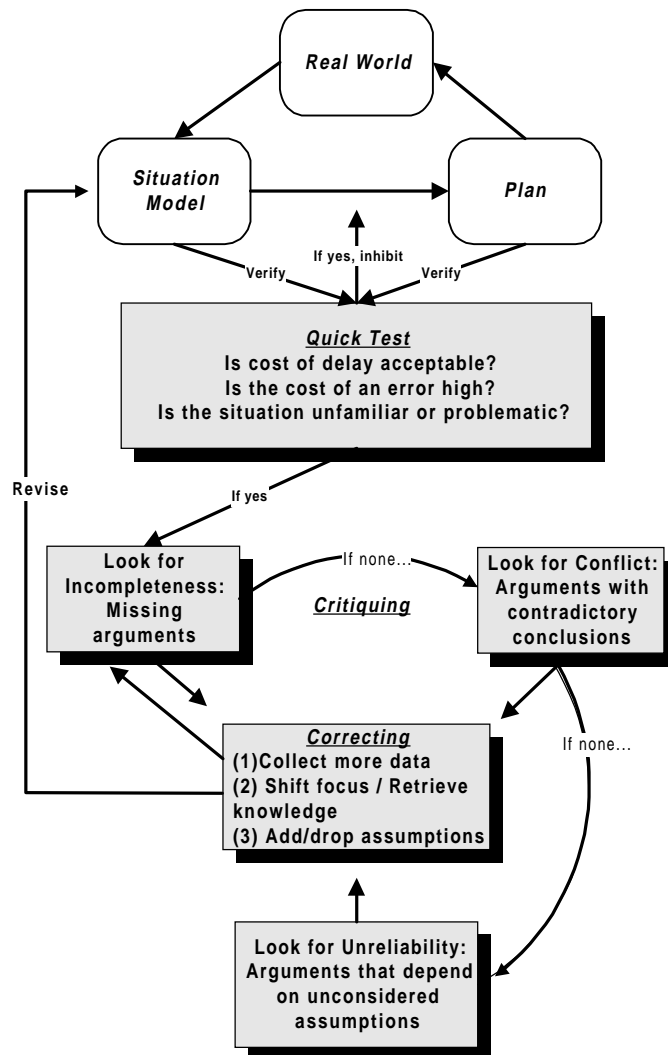 Real World
Situation
Model
Plan
If yes, inhibit
Verify
Verify
Quick Test
Is cost of delay acceptable?
Is the cost of an error high?
Is the situation unfamiliar or problematic?
Revise
If yes
Look for
Incompleteness:
Missing
arguments
If none...
Critiquing
Look for Conflict:
Arguments with
contradictory
conclusions
Correcting
(1)Collect more data
(2) Shift focus / Retrieve
knowledge
(3) Add/drop assumptions
If none...
Look for Unreliability:
Arguments that depend
on unconsidered
assumptions